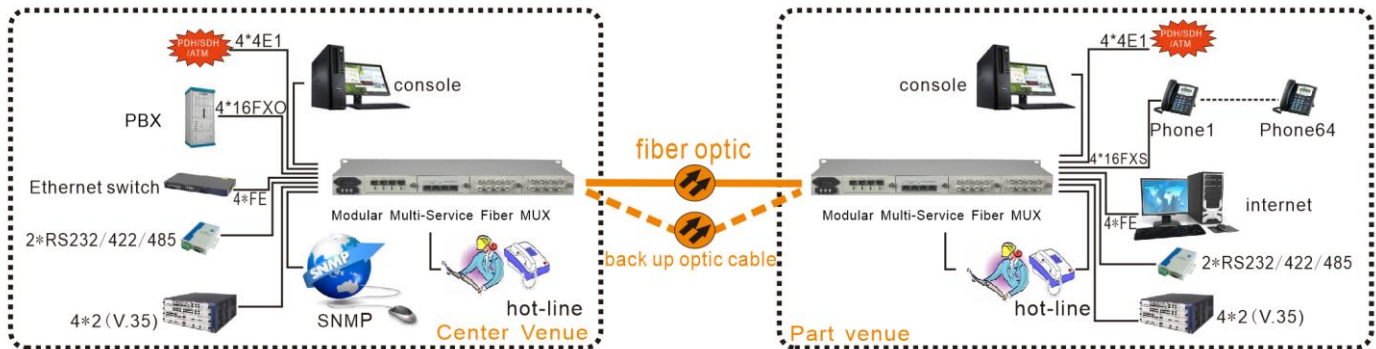 PDH/SDH
/ATM
4*4E1
console
PBX
4*16FXO
Ethernet switch
4*FE
2*RS232/422/485
SNMP
SNMP
4*2(V.35)
Modular Multi-Service Fiber MUX
hot-line
Center Venue
fiber optic
back up optic cable
console
4*4E1
PDH/SDH
/ATM
Phone1
Phone64
4*16FXS
Modular Multi-Service Fiber MUX
4*FE
internet
2*RS232/422/485
hot-line
4*2(V.35)
Part venue